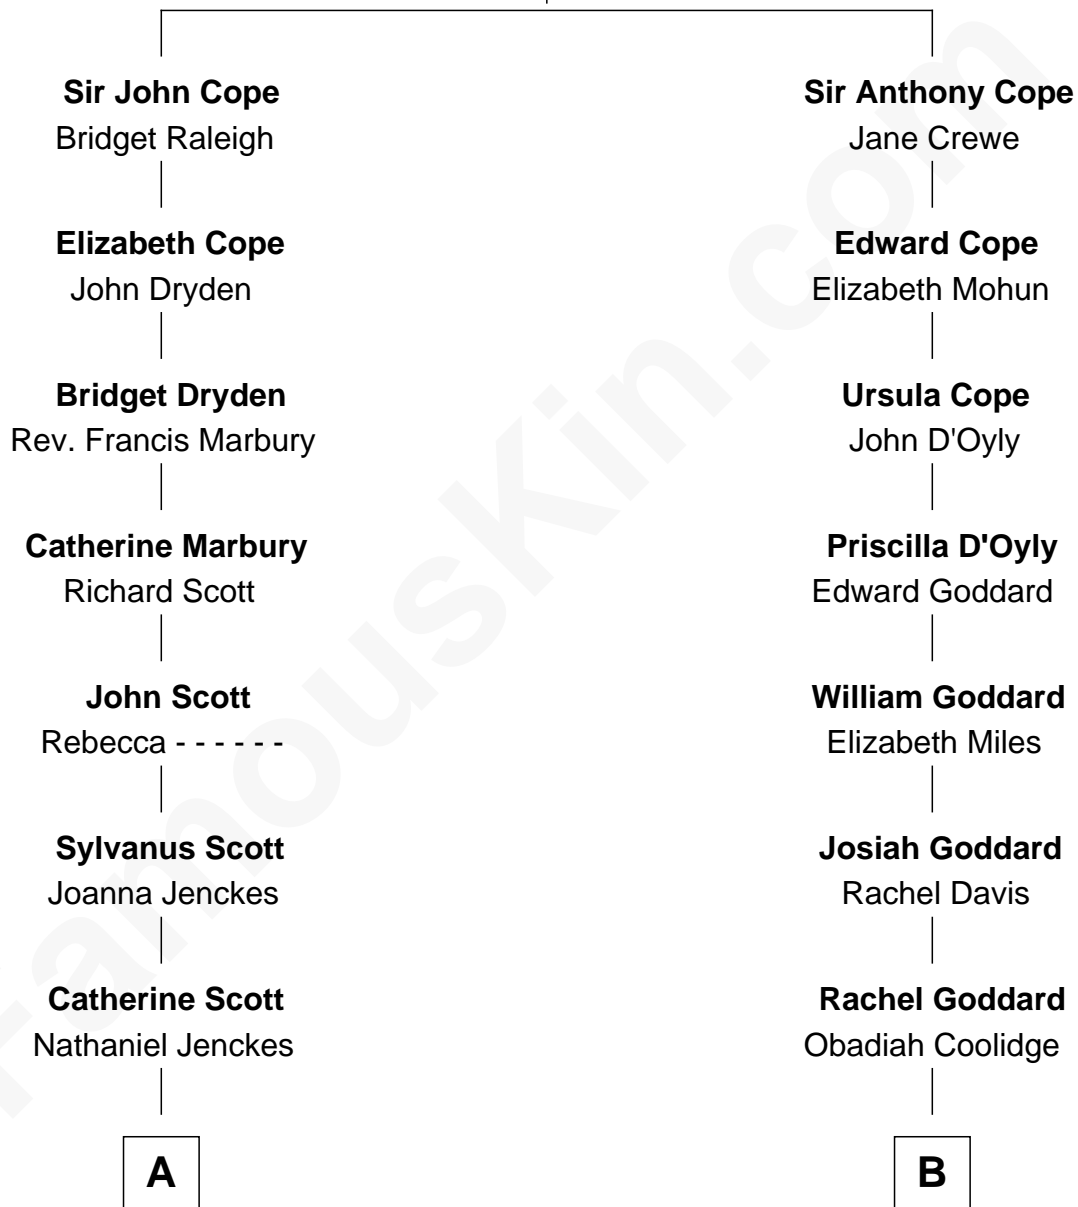 Sir John Cope
Bridget Raleigh
Elizabeth Cope
John Dryden
Bridget Dryden
Rev. Francis Marbury
Catherine Marbury
Richard Scott
John Scott
Rebecca - - - - - -
Sylvanus Scott
Joanna Jenckes
Catherine Scott
Nathaniel Jenckes
A
Sir Anthony Cope
Jane Crewe
Edward Cope
Elizabeth Mohun
Ursula Cope
John D'Oyly
Priscilla D'Oyly
Edward Goddard
William Goddard
Elizabeth Miles
Josiah Goddard
Rachel Davis
Rachel Goddard
Obadiah Coolidge
B
FamousKin.com